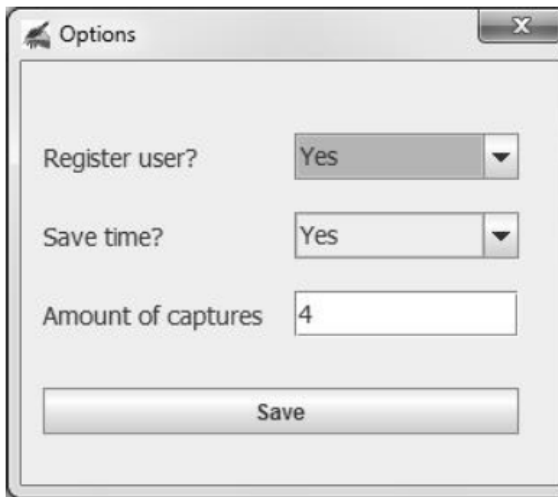 Options
Register user? Yes
Save time? Yes
Amount of captures 4
Save